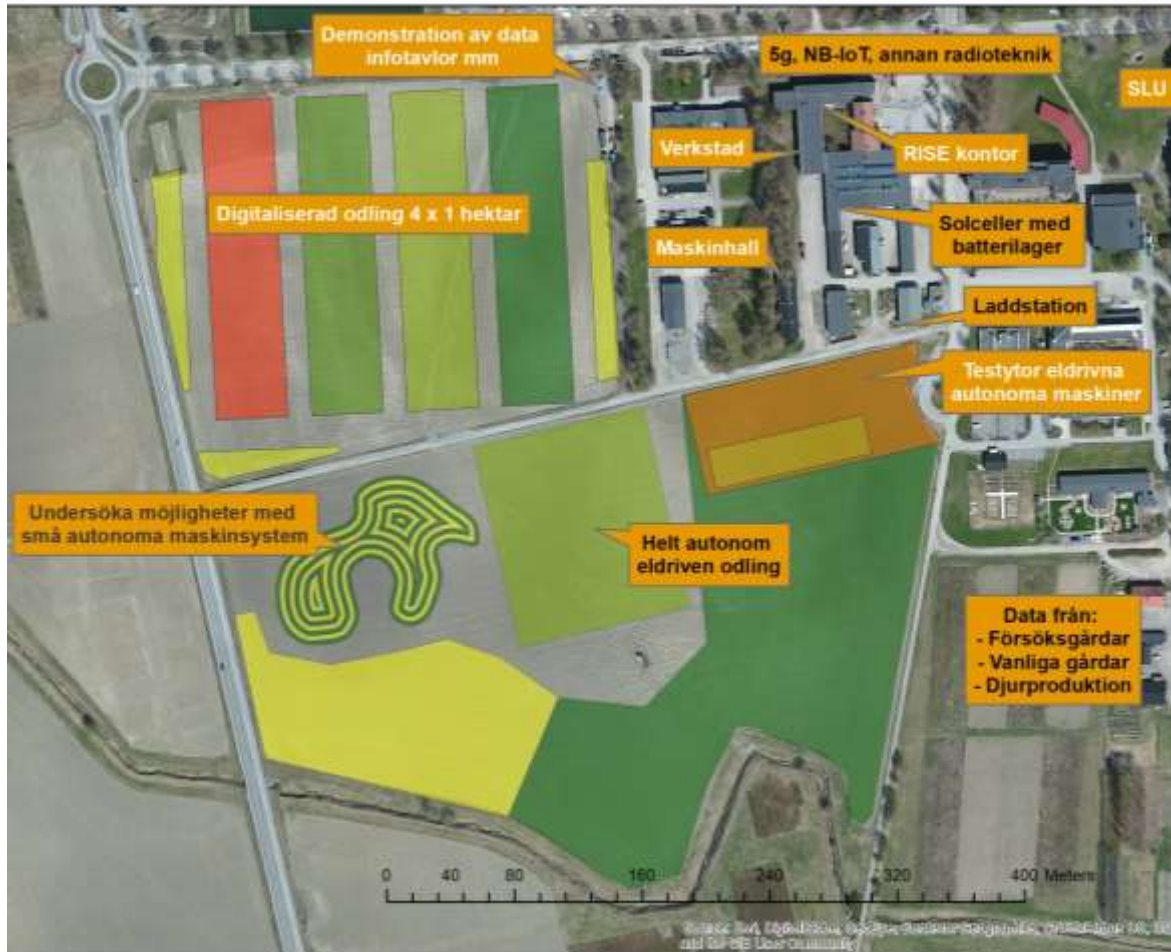 Demonstration av data
infotavlor mm
5g, NB-IoT, annan radioteknik
SLU
Verkstad
RISE kontor
Digitaliserad odling 4 x 1 hektar
Solceller med
batterilager
Maskinhall
Laddstation
Testytor eldrivna
autonoma maskiner
Undersöka möjligheter med
små autonoma maskinsystem
Helt autonom
eldriven odling
Data från:
- Försöksgårdar
- Vanliga gårdar
- Djurproduktion
0 40 80 160 240 320 400 Meters